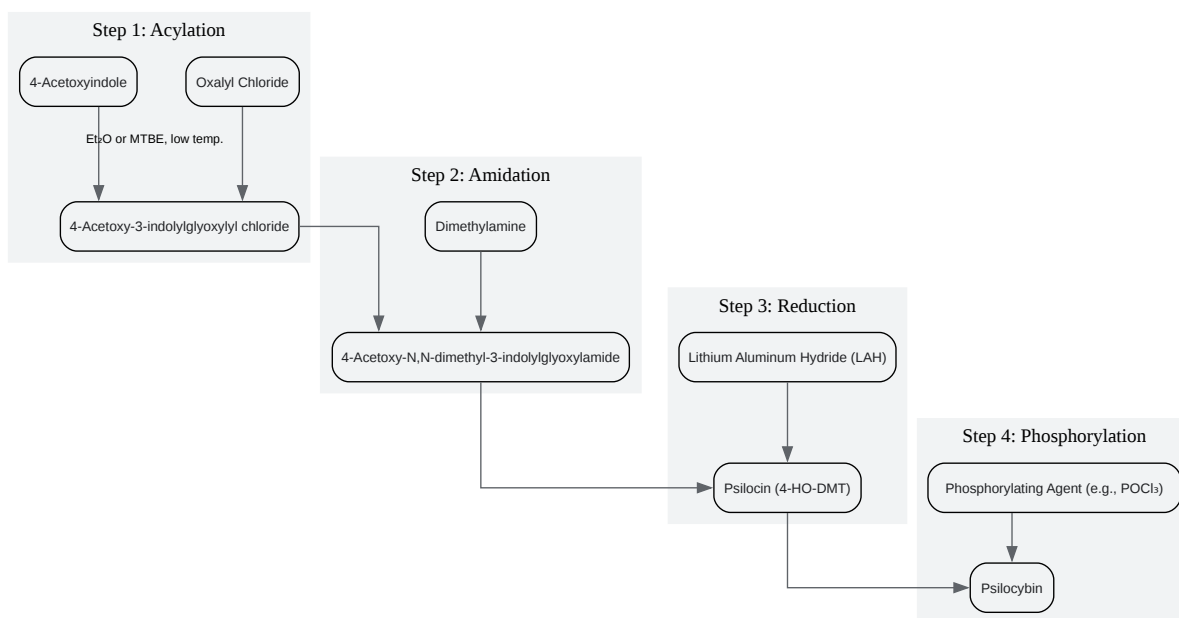 Step 1: Acylation
4-Acetoxyindole
Oxalyl Chloride
Et₂O or MTBE, low temp.
4-Acetoxy-3-indolylglyoxylyl chloride
Step 2: Amidation
Dimethylamine
4-Acetoxy-N,N-dimethyl-3-indolylglyoxylamide
Step 3: Reduction
Lithium Aluminum Hydride (LAH)
Psilocin (4-HO-DMT)
Step 4: Phosphorylation
Phosphorylating Agent (e.g., POCl₃)
Psilocybin